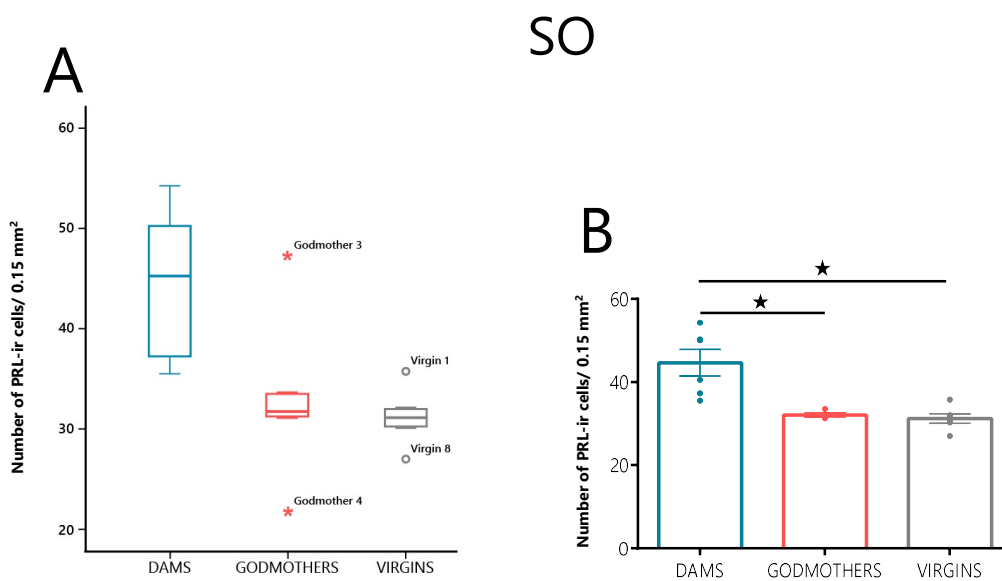 SO
A
Number of PRL-ir cells/ 0.15 mm²
60
50
40
30
20
Godmother 3
Godmother 4
Virgin 1
Virgin 8
DAMS GODMOTHERS VIRGINS
B
Number of PRL-ir cells/ 0.15 mm²
60
40
20
0
DAMS GODMOTHERS VIRGINS